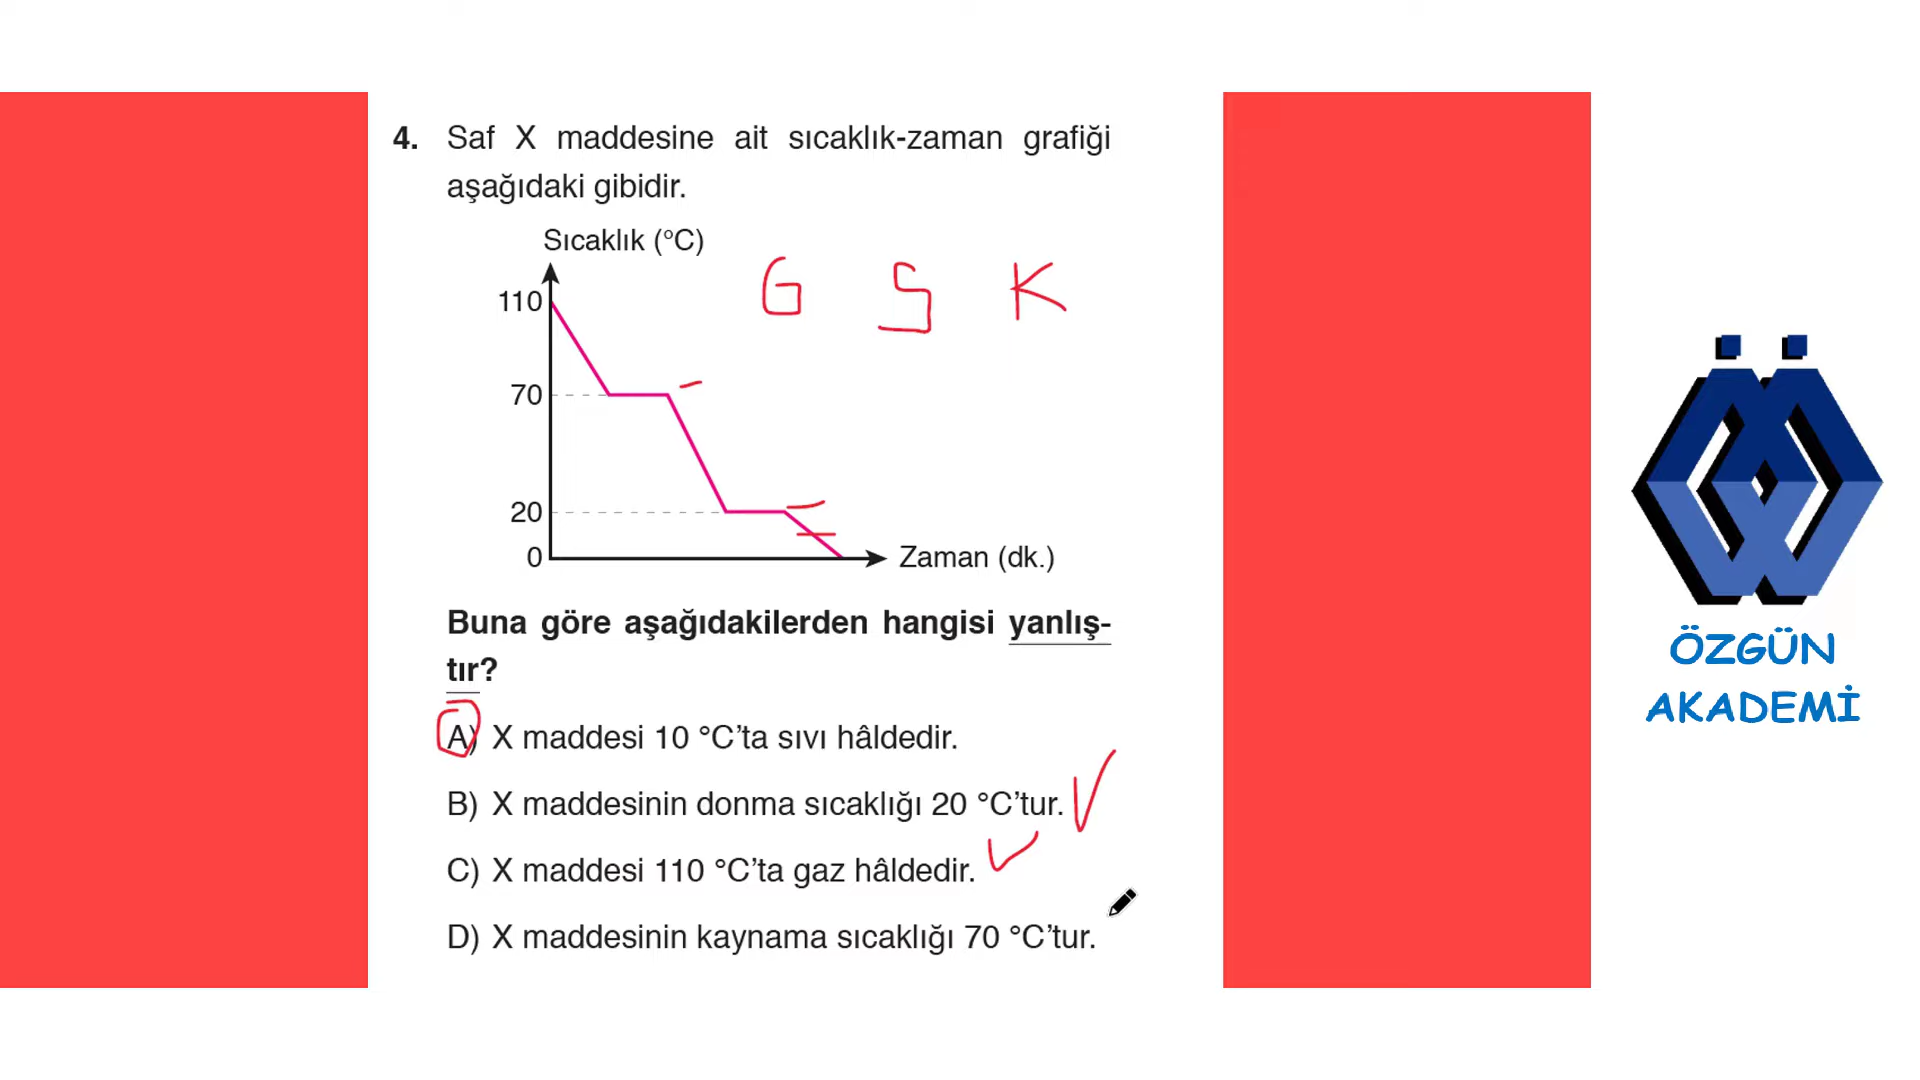 4. Saf X maddesine ait sıcaklık-zaman grafiği
aşağıdaki gibidir.
Sıcaklık (°C)
G S K
110
70
20
0
Zaman (dk.)
Buna göre aşağıdakilerden hangisi yanlış-
tır?
A) X maddesi 10 °C’ta sıvı hâldedir.
B) X maddesinin donma sıcaklığı 20 °C’tur.
C) X maddesi 110 °C’ta gaz hâldedir.
D) X maddesinin kaynama sıcaklığı 70 °C’tur.
ÖZGÜN
AKADEMİ